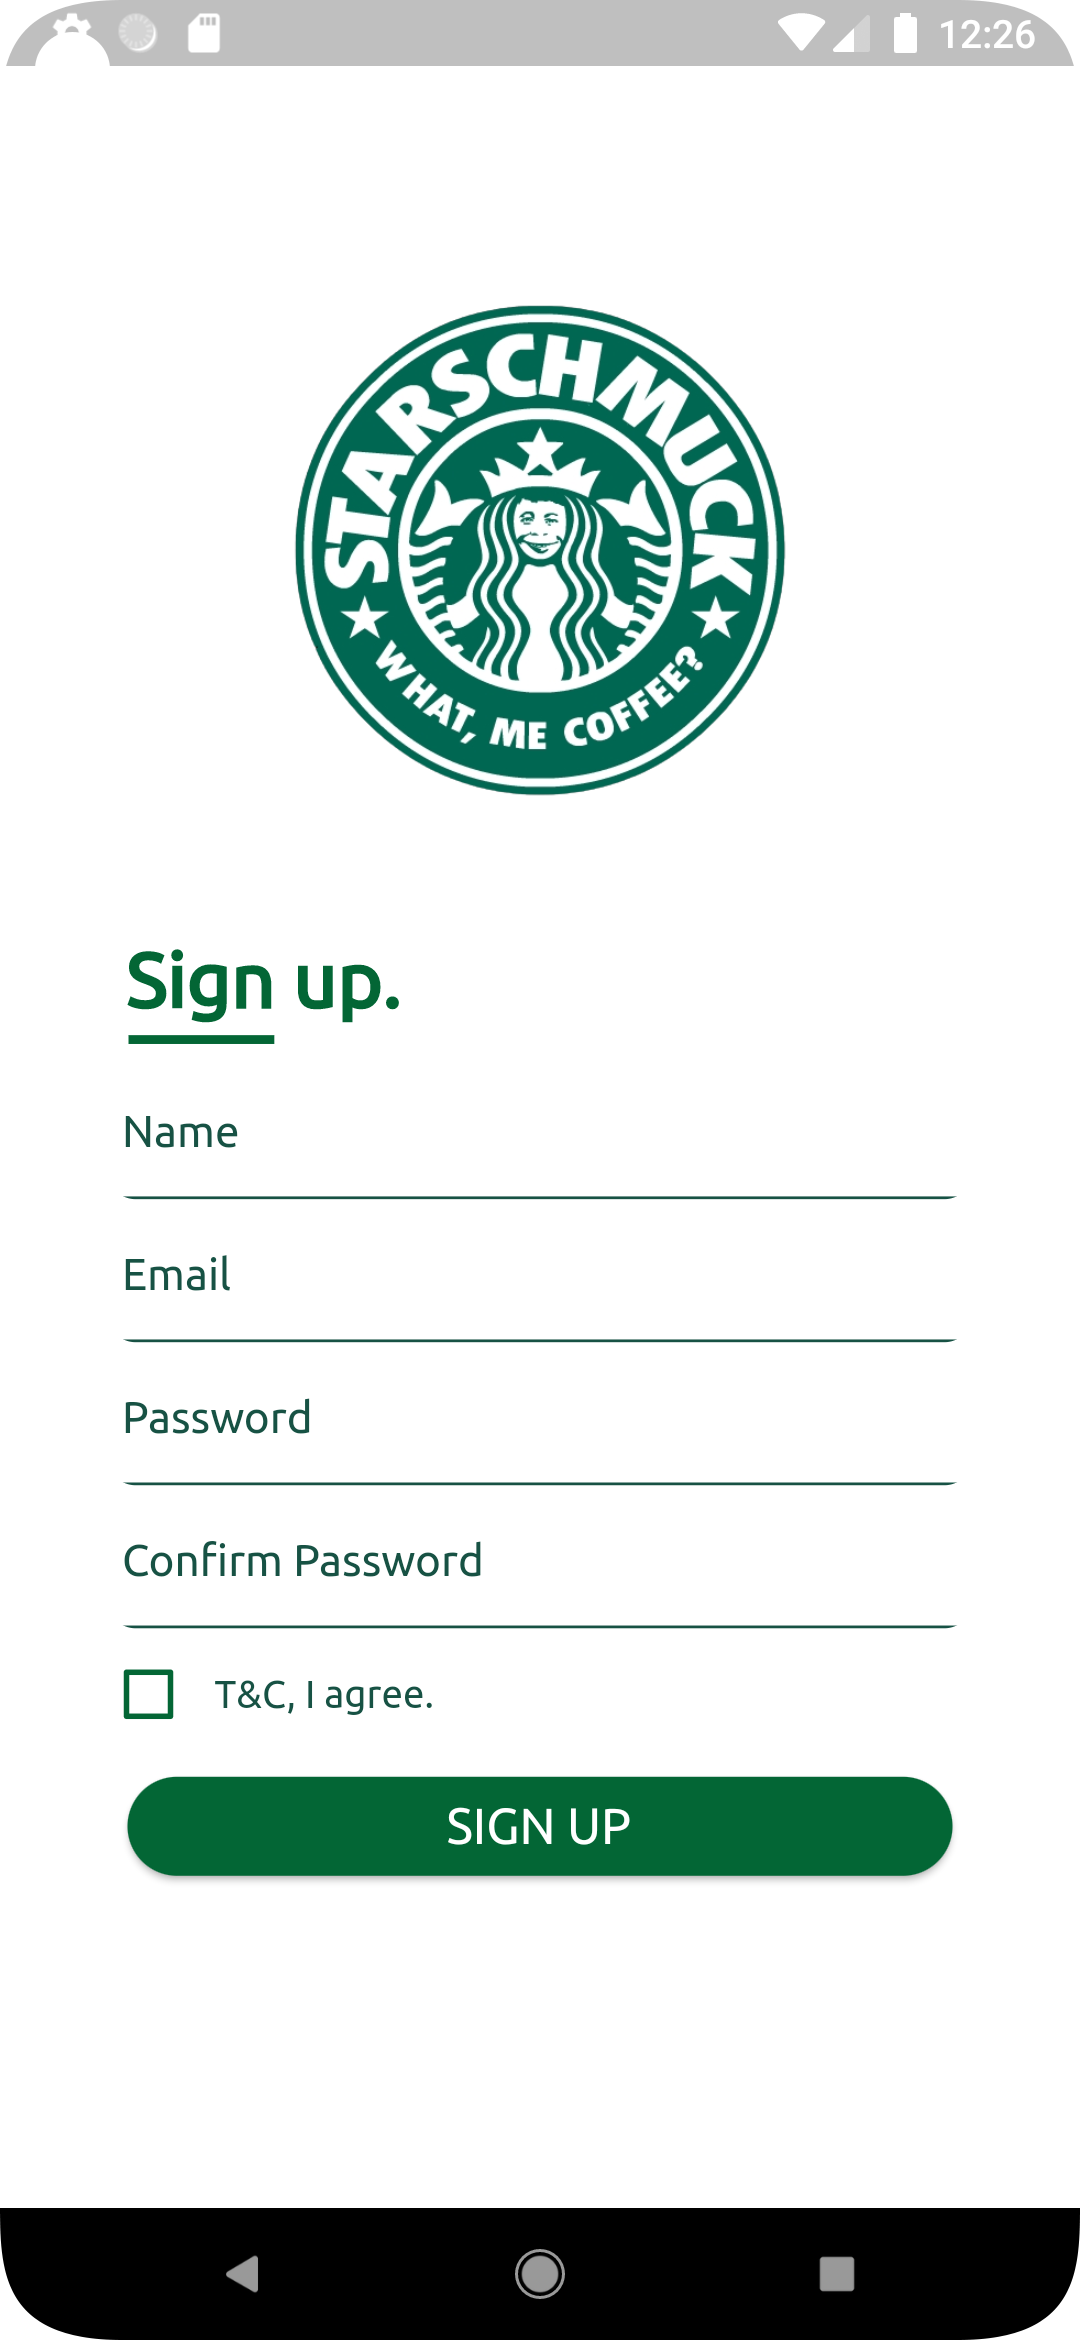 12:26
STARSCHMUCK
WHAT, ME COFFEE?
Sign up.
Name
Email
Password
Confirm Password
T&C, I agree.
SIGN UP